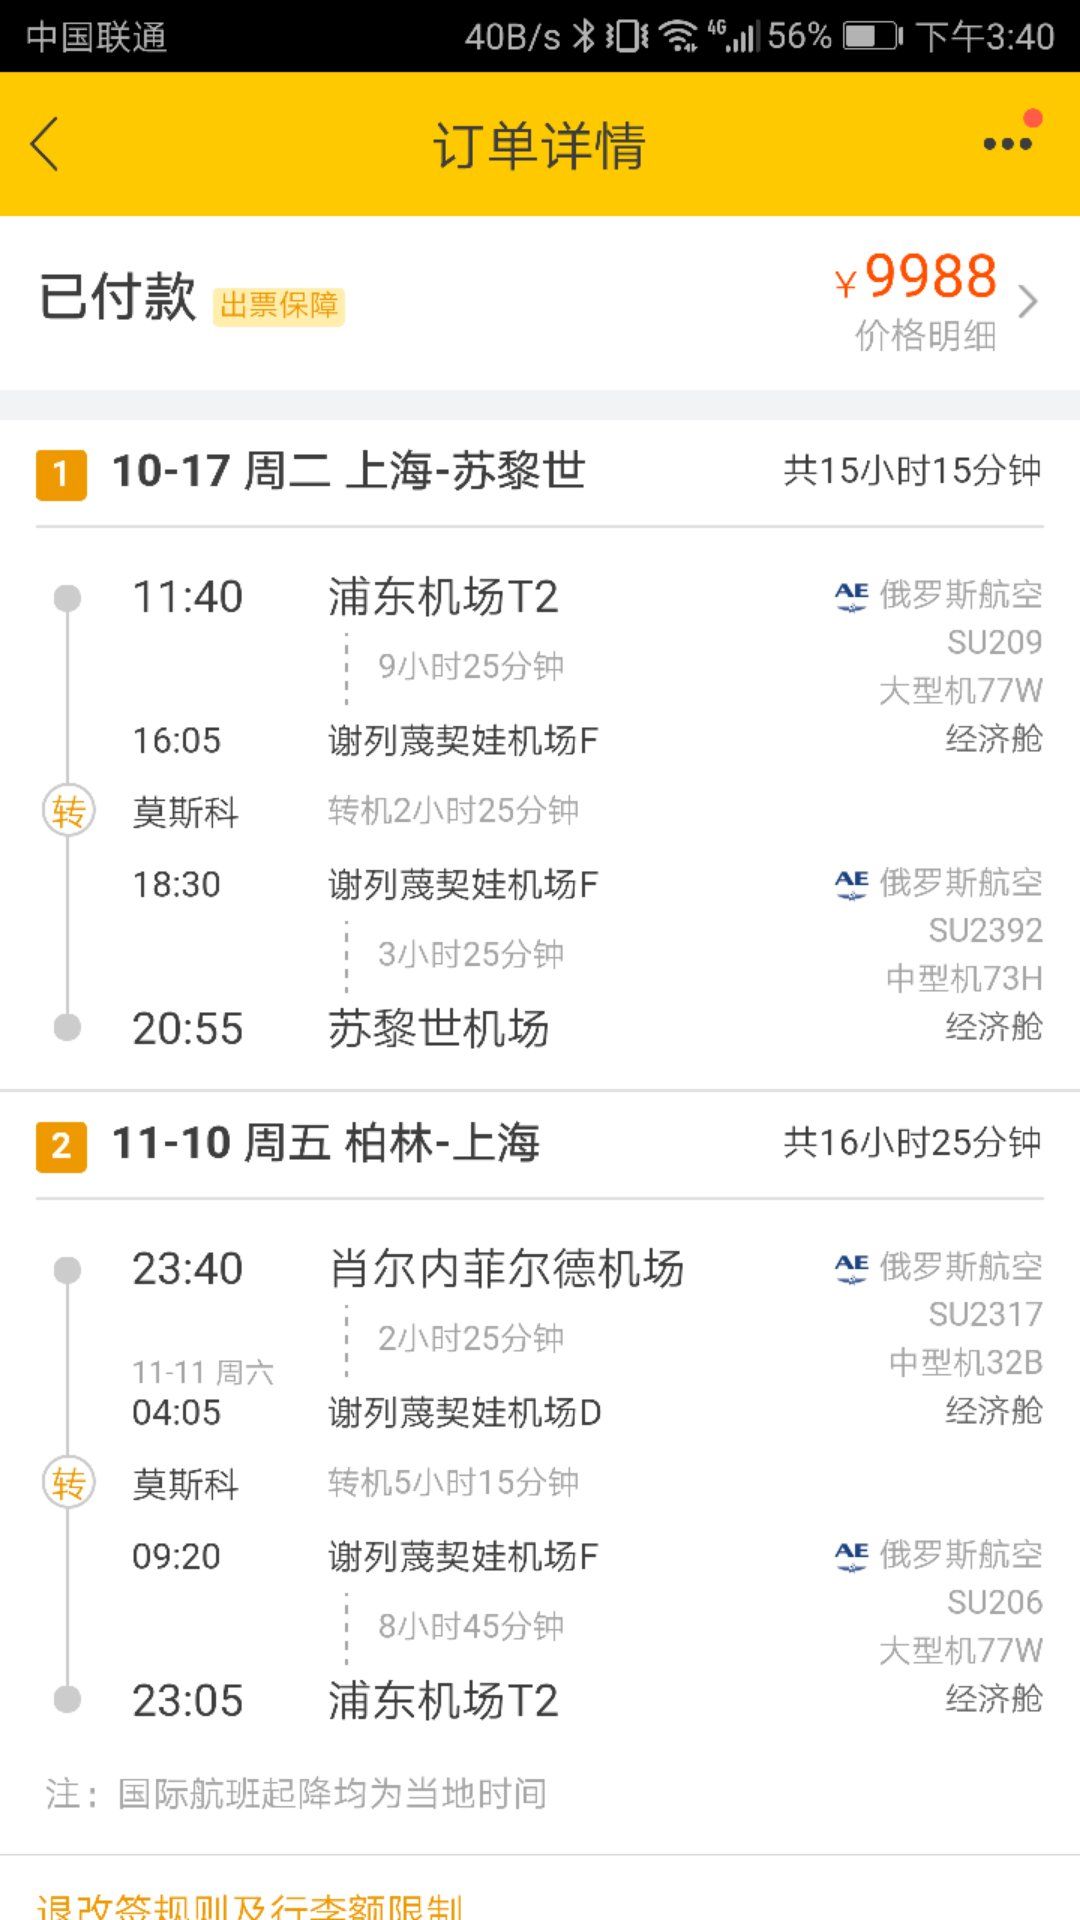 中国联通 40B/s 4G 56% 下午3:40
订单详情
已付款 出票保障 ¥9988
价格明细
1 10-17 周二 上海-苏黎世 共15小时15分钟
11:40 浦东机场T2 俄罗斯航空
9小时25分钟 SU209
大型机77W
16:05 谢列蔑契娃机场F 经济舱
转 莫斯科 转机2小时25分钟
18:30 谢列蔑契娃机场F 俄罗斯航空
3小时25分钟 SU2392
中型机73H
20:55 苏黎世机场 经济舱
2 11-10 周五 柏林-上海 共16小时25分钟
23:40 肖尔内菲尔德机场 俄罗斯航空
2小时25分钟 SU2317
11-11 周六 中型机32B
04:05 谢列蔑契娃机场D 经济舱
转 莫斯科 转机5小时15分钟
09:20 谢列蔑契娃机场F 俄罗斯航空
8小时45分钟 SU206
大型机77W
23:05 浦东机场T2 经济舱
注：国际航班起降均为当地时间
退改签规则及行李额限制